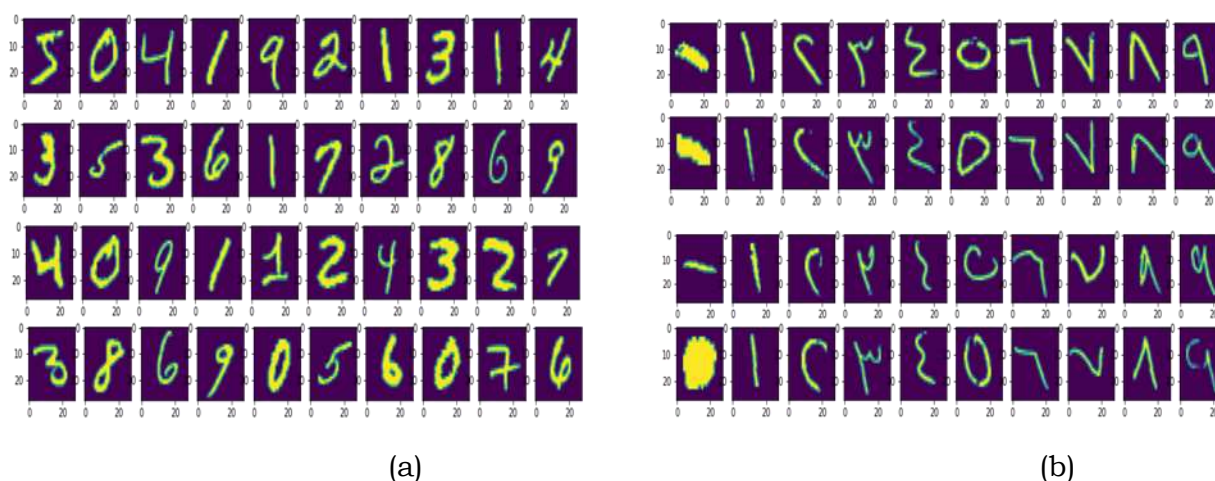 5 0 4 1 9 2 1 3 1 4
3 5 3 6 1 7 2 8 6 9
4 0 9 1 1 2 4 3 2 7
3 8 6 9 0 5 6 0 7 6
(a)
٠ ١ ٢ ٣ ٤ ٥ ٦ ٧ ٨ ٩
٠ ١ ٢ ٣ ٤ ٥ ٦ ٧ ٨ ٩
٠ ١ ٢ ٣ ٤ ٥ ٦ ٧ ٨ ٩
٠ ١ ٢ ٣ ٤ ٥ ٦ ٧ ٨ ٩
(b)